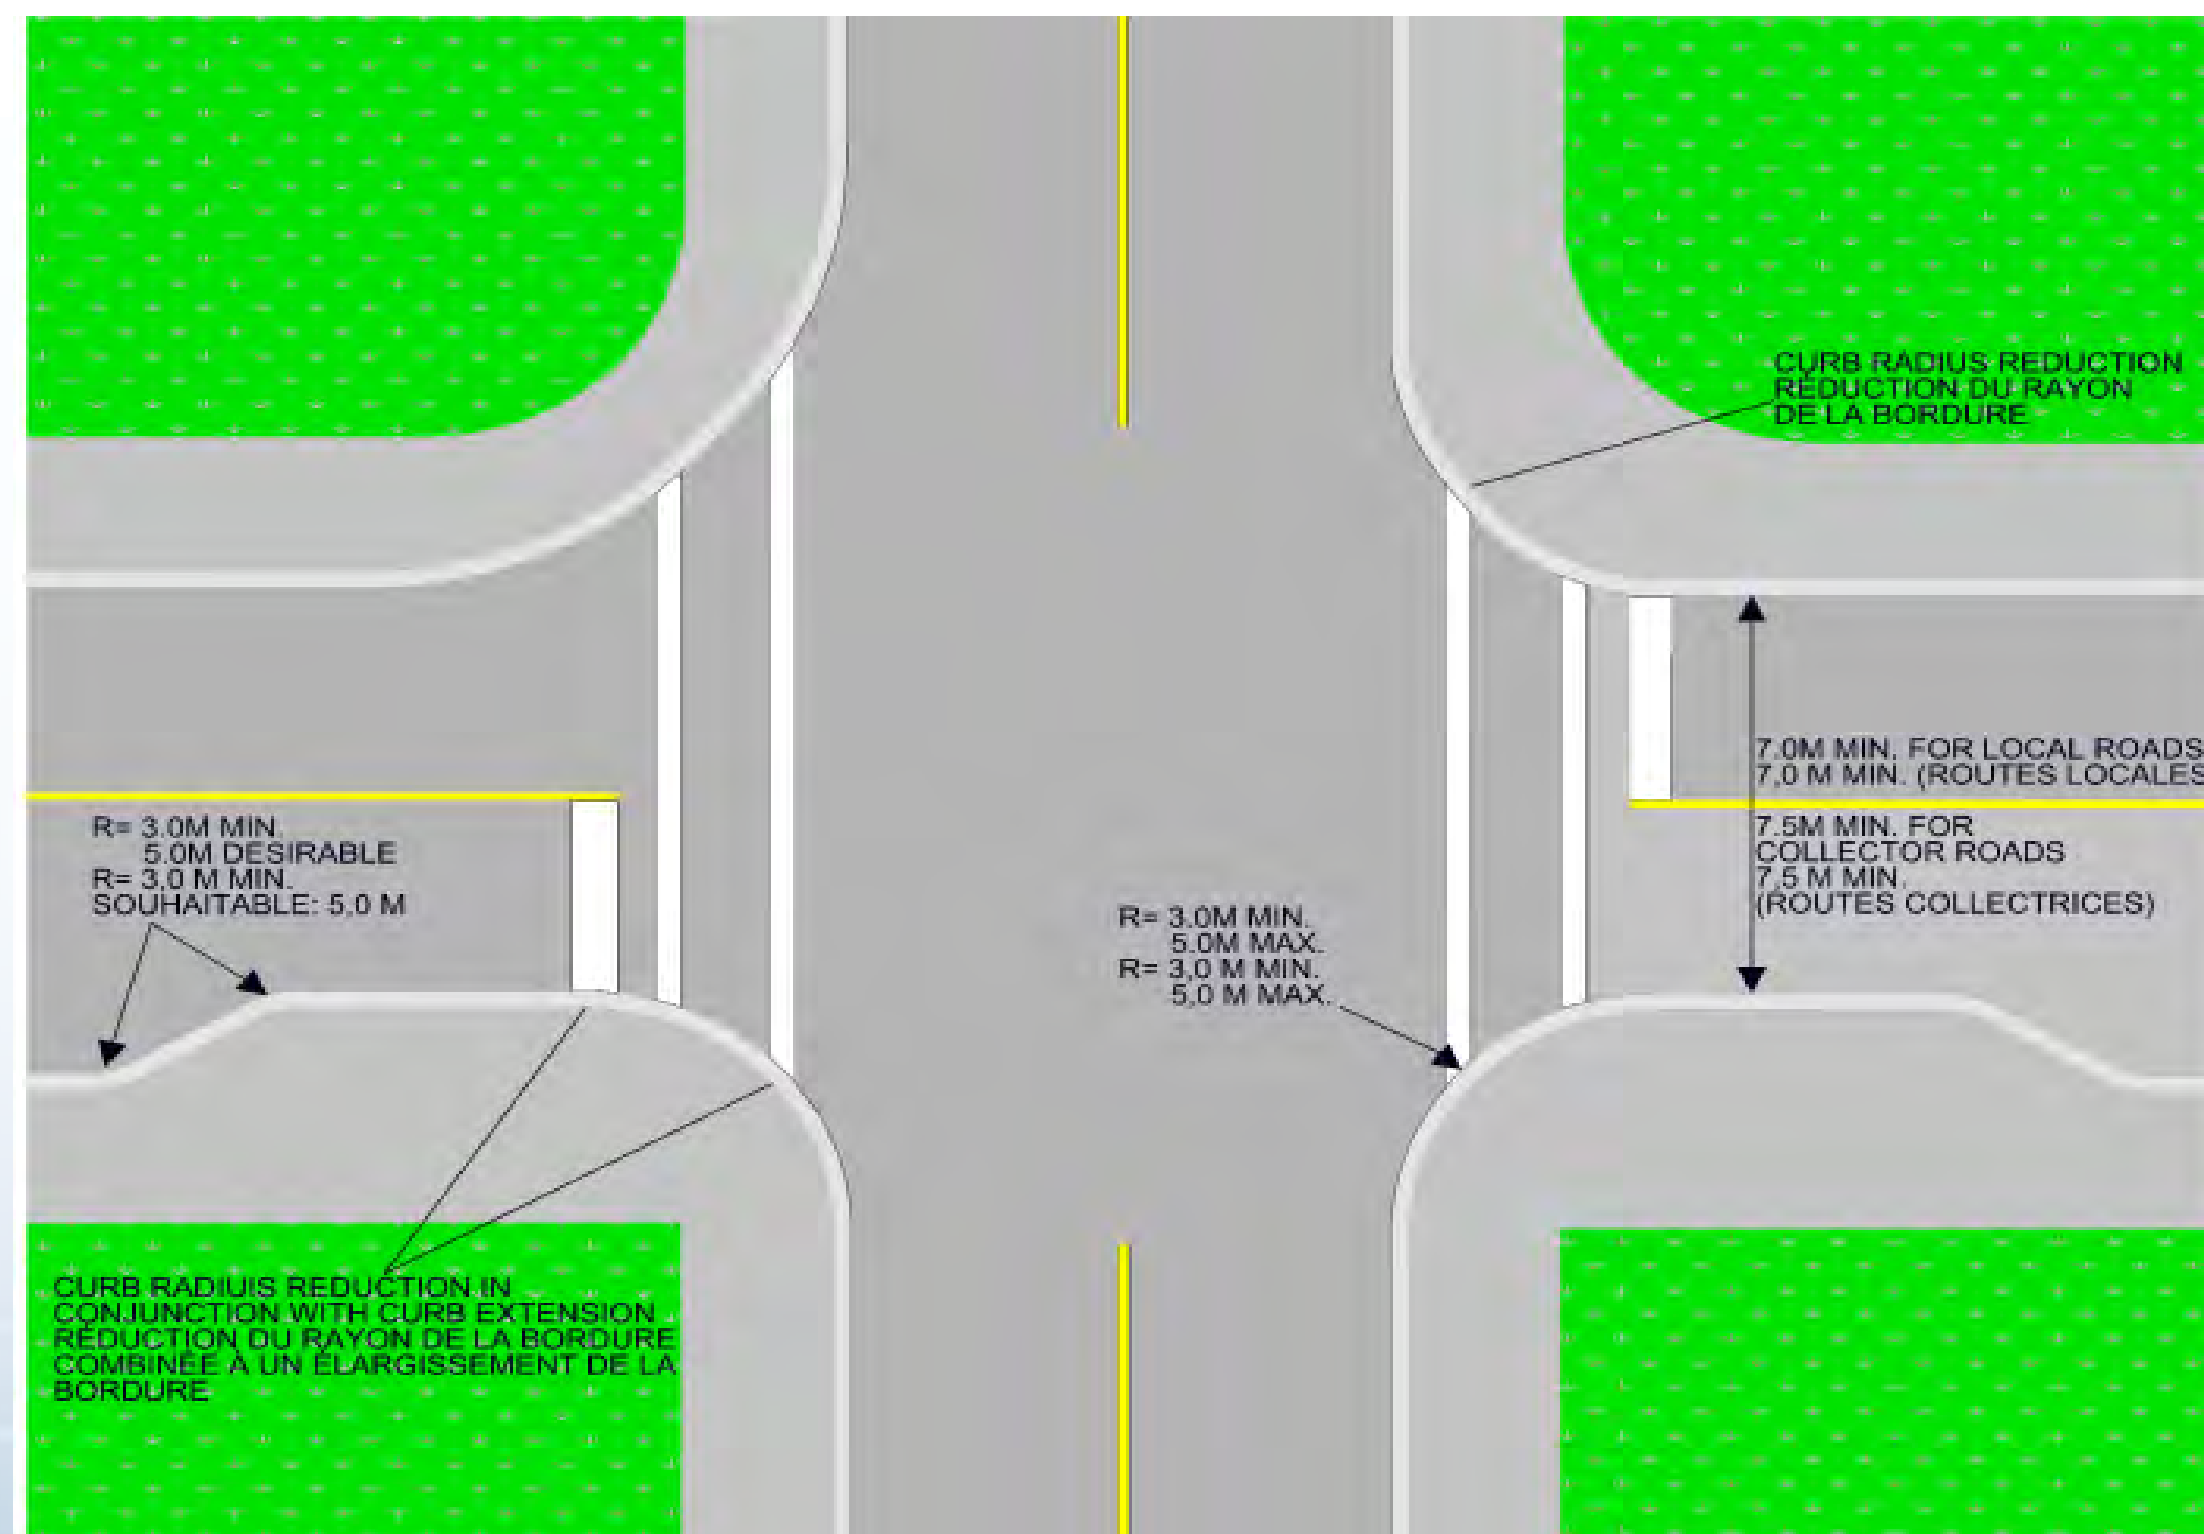 CURB RADIUS REDUCTION
RÉDUCTION DU RAYON
DE LA BORDURE
7.0M MIN. FOR LOCAL ROADS
7,0 M MIN. (ROUTES LOCALES
7.5M MIN. FOR
COLLECTOR ROADS
7,5 M MIN.
(ROUTES COLLECTRICES)
R= 3.0M MIN.
5.0M DESIRABLE
R= 3,0 M MIN.
SOUHAITABLE: 5,0 M
R= 3.0M MIN.
5.0M MAX.
R= 3,0 M MIN.
5,0 M MAX.
CURB RADIUIS REDUCTION IN
CONJUNCTION WITH CURB EXTENSION
RÉDUCTION DU RAYON DE LA BORDURE
COMBINÉE À UN ÉLARGISSEMENT DE LA
BORDURE